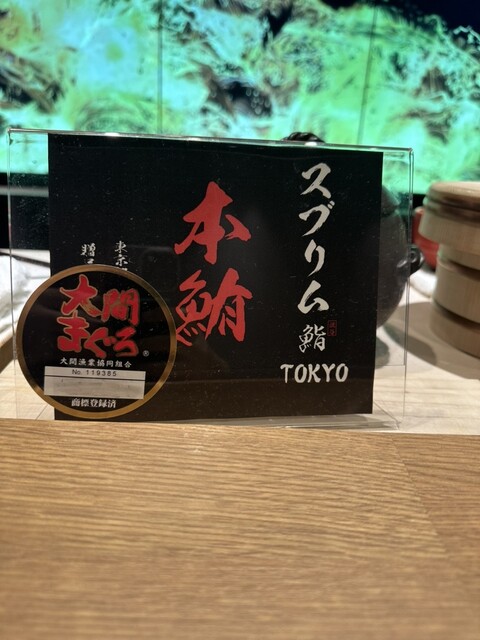 スブリム
鮨
TOKYO
本鮪
大間
まぐろ®
大間漁業協同組合
No. 119385
商標登録済